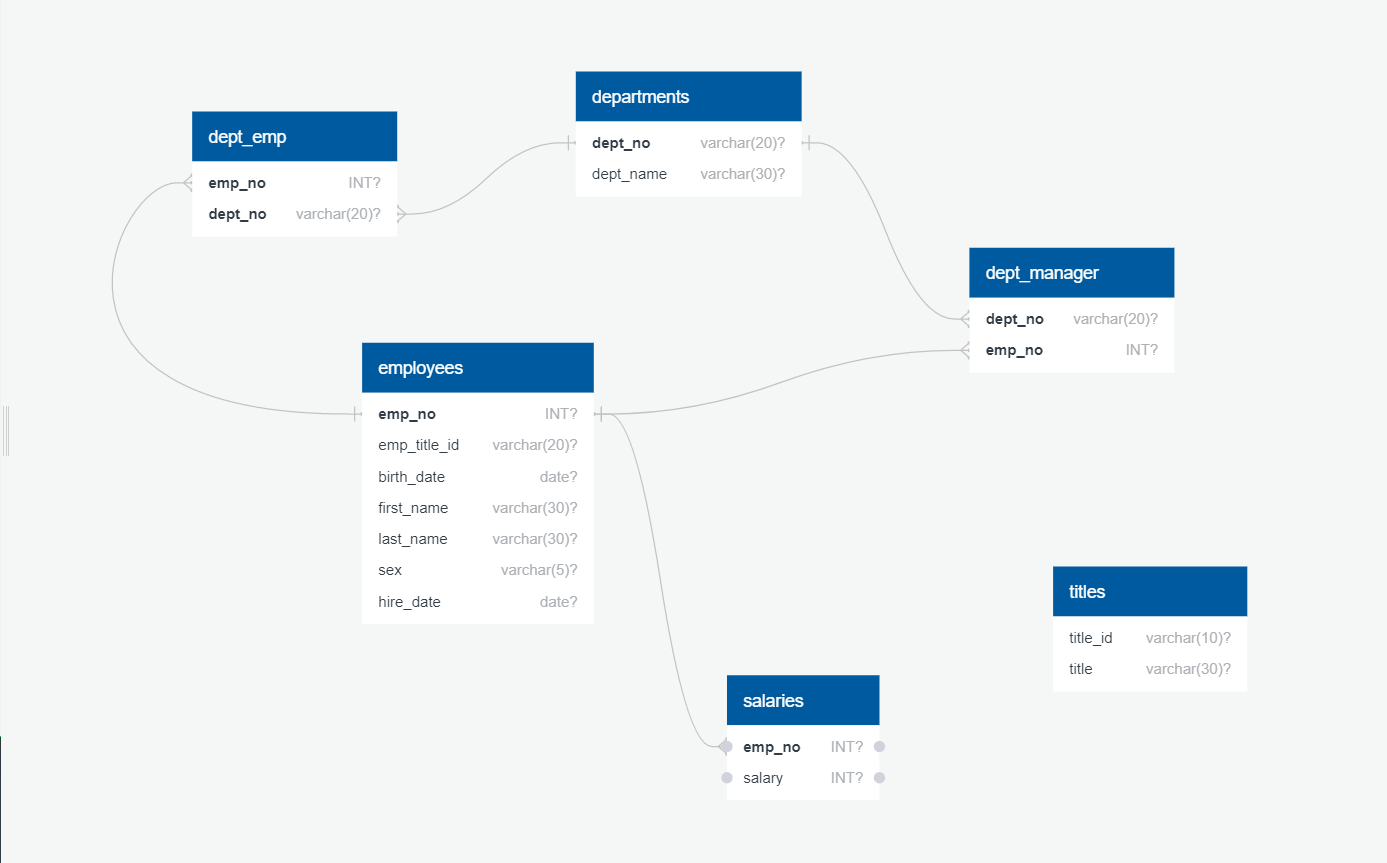 departments
dept_no varchar(20)?
dept_name varchar(30)?
dept_emp
emp_no INT?
dept_no varchar(20)?
dept_manager
dept_no varchar(20)?
emp_no INT?
employees
emp_no INT?
emp_title_id varchar(20)?
birth_date date?
first_name varchar(30)?
last_name varchar(30)?
sex varchar(5)?
hire_date date?
titles
title_id varchar(10)?
title varchar(30)?
salaries
emp_no INT?
salary INT?